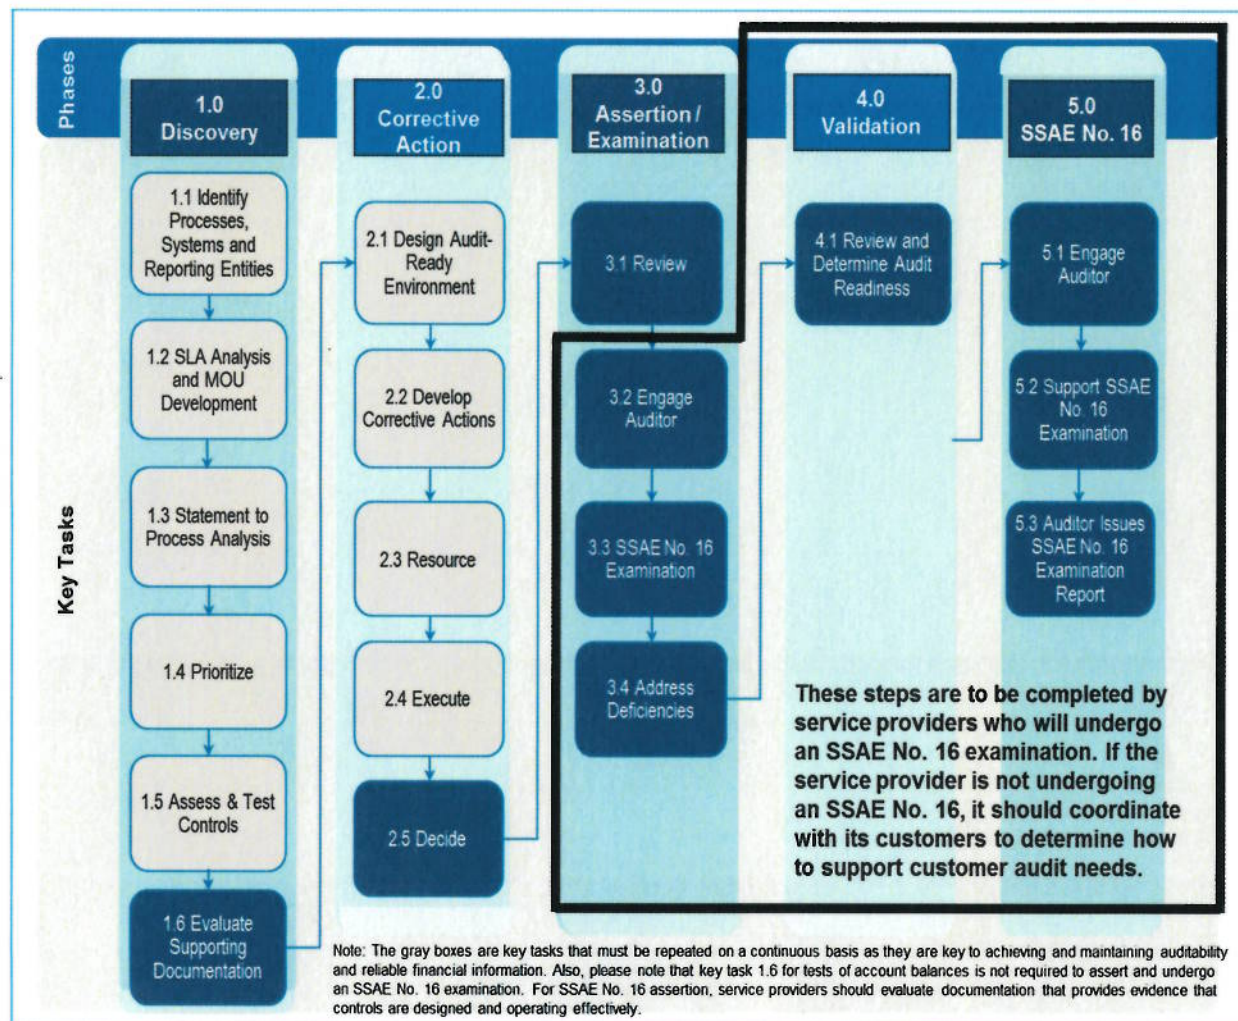 Phases
1.0
Discovery
2.0
Corrective
Action
3.0
Assertion /
Examination
4.0
Validation
5.0
SSAE No. 16
Key Tasks
1.1 Identify
Processes,
Systems and
Reporting Entities
1.2 SLA Analysis
and MOU
Development
1.3 Statement to
Process Analysis
1.4 Prioritize
1.5 Assess & Test
Controls
1.6 Evaluate
Supporting
Documentation
2.1 Design Audit-
Ready
Environment
2.2 Develop
Corrective Actions
2.3 Resource
2.4 Execute
2.5 Decide
3.1 Review
3.2 Engage
Auditor
3.3 SSAE No. 16
Examination
3.4 Address
Deficiencies
4.1 Review and
Determine Audit
Readiness
5.1 Engage
Auditor
5.2 Support SSAE
No. 16
Examination
5.3 Auditor Issues
SSAE No. 16
Examination
Report
These steps are to be completed by
service providers who will undergo
an SSAE No. 16 examination. If the
service provider is not undergoing
an SSAE No. 16, it should coordinate
with its customers to determine how
to support customer audit needs.
Note: The gray boxes are key tasks that must be repeated on a continuous basis as they are key to achieving and maintaining auditability
and reliable financial information. Also, please note that key task 1.6 for tests of account balances is not required to assert and undergo
an SSAE No. 16 examination. For SSAE No. 16 assertion, service providers should evaluate documentation that provides evidence that
controls are designed and operating effectively.